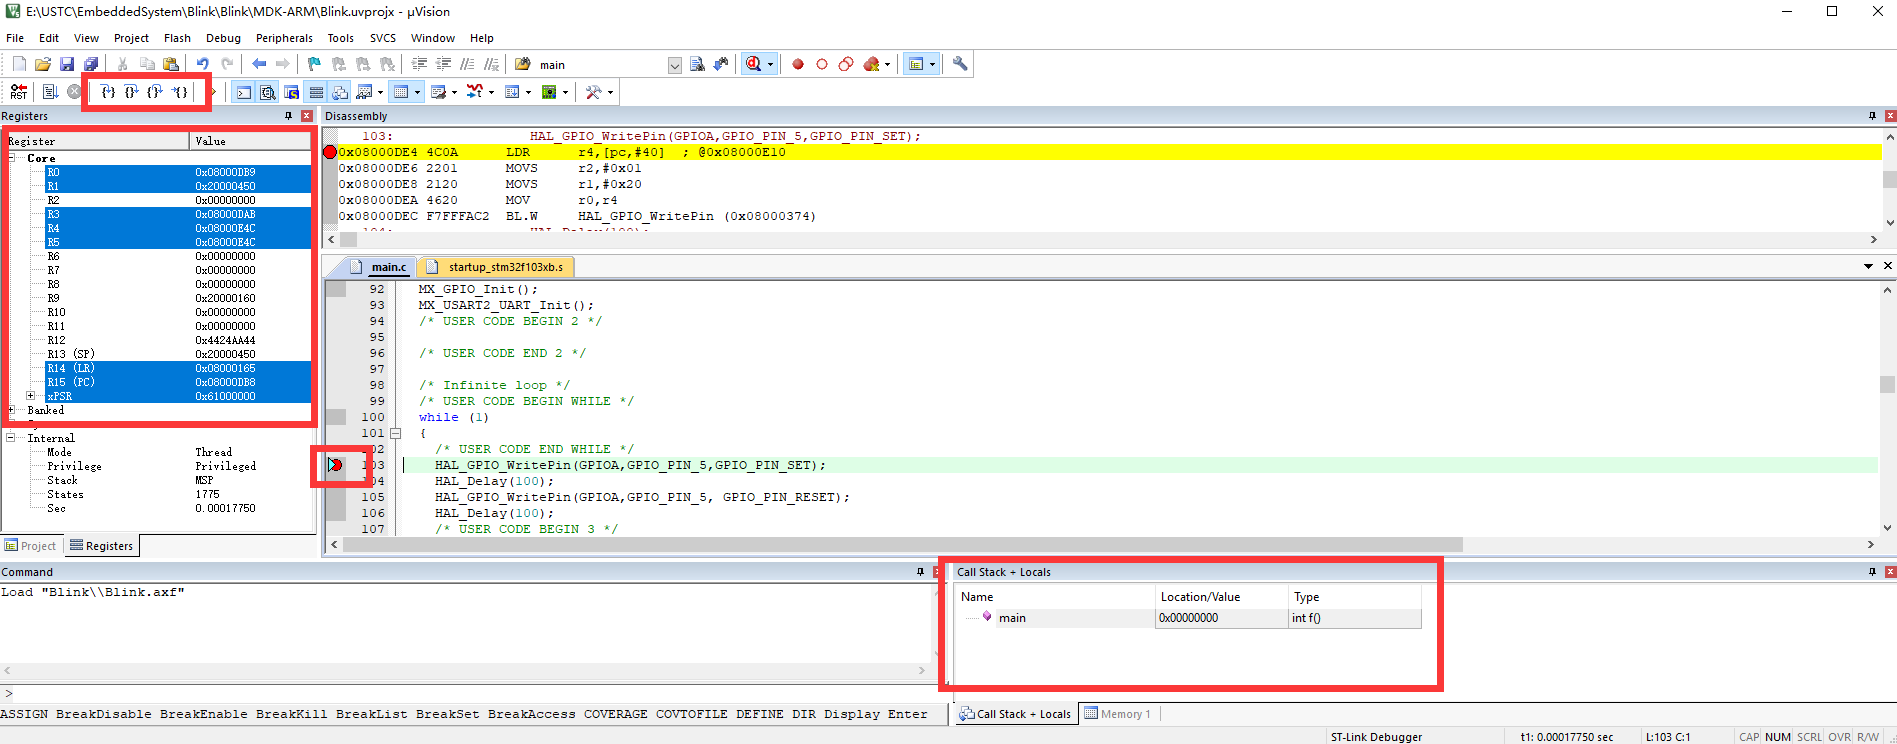 E:\USTC\EmbeddedSystem\Blink\Blink\MDK-ARM\Blink.uvprojx - µVision
File Edit View Project Flash Debug Peripherals Tools SVCS Window Help
main
RST
Registers
Register Value
Core
R0 0x08000DB9
R1 0x20000450
R2 0x00000000
R3 0x08000DAB
R4 0x08000E4C
R5 0x08000E4C
R6 0x00000000
R7 0x00000000
R8 0x00000000
R9 0x20000160
R10 0x00000000
R11 0x00000000
R12 0x4424AA44
R13 (SP) 0x20000450
R14 (LR) 0x08000165
R15 (PC) 0x08000DB8
xPSR 0x61000000
Banked
Internal
Mode Thread
Privilege Privileged
Stack MSP
States 1775
Sec 0.00017750
Project Registers
Disassembly
103: HAL_GPIO_WritePin(GPIOA,GPIO_PIN_5,GPIO_PIN_SET);
0x08000DE4 4C0A LDR r4,[pc,#40] ; @0x08000E10
0x08000DE6 2201 MOVS r2,#0x01
0x08000DE8 2120 MOVS r1,#0x20
0x08000DEA 4620 MOV r0,r4
0x08000DEC F7FFFAC2 BL.W HAL_GPIO_WritePin (0x08000374)
104: HAL_Delay(100);
main.c startup_stm32f103xb.s
92 MX_GPIO_Init();
93 MX_USART2_UART_Init();
94 /* USER CODE BEGIN 2 */
95
96 /* USER CODE END 2 */
97
98 /* Infinite loop */
99 /* USER CODE BEGIN WHILE */
100 while (1)
101 {
102 /* USER CODE END WHILE */
103 HAL_GPIO_WritePin(GPIOA,GPIO_PIN_5,GPIO_PIN_SET);
104 HAL_Delay(100);
105 HAL_GPIO_WritePin(GPIOA,GPIO_PIN_5, GPIO_PIN_RESET);
106 HAL_Delay(100);
107 /* USER CODE BEGIN 3 */
Command
Load "Blink\\Blink.axf"
>
ASSIGN BreakDisable BreakEnable BreakKill BreakList BreakSet BreakAccess COVERAGE COVTOFILE DEFINE DIR Display Enter
Call Stack + Locals
Name Location/Value Type
main 0x00000000 int f()
Call Stack + Locals Memory 1
ST-Link Debugger t1: 0.00017750 sec L:103 C:1 CAP NUM SCRL OVR R/W